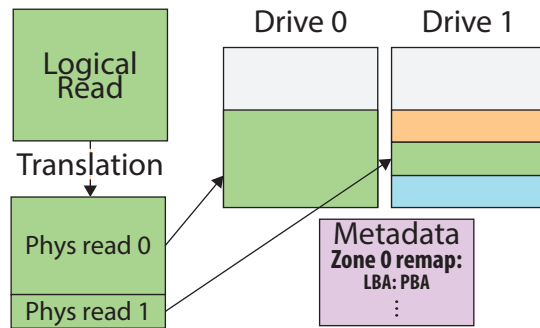 Drive 0
Drive 1
Logical
Read
Translation
Phys read 0
Phys read 1
Metadata
Zone 0 remap:
LBA: PBA
⋮